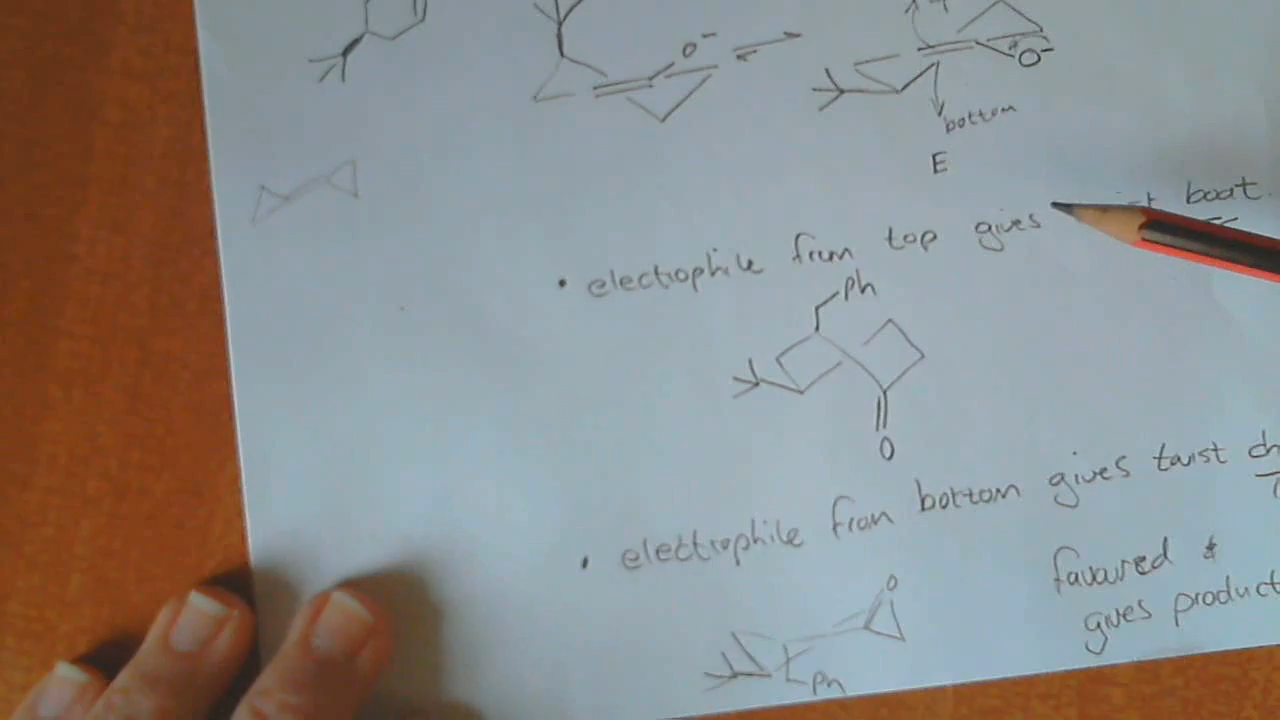 O⁻
O⁻
bottom
E
• electrophile from top gives boat.
Ph
O
• electrophile from bottom gives twist
O
favoured &
gives product
Ph